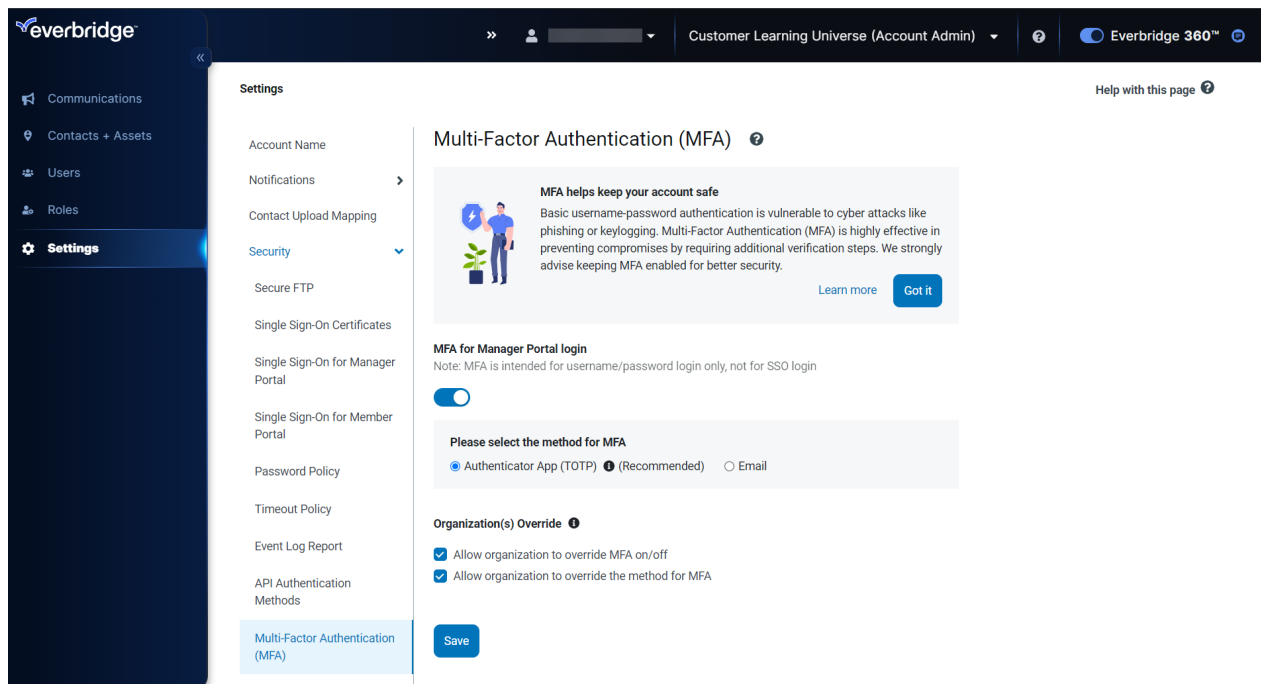 everbridge™
Customer Learning Universe (Account Admin)
Everbridge 360™
Communications
Contacts + Assets
Users
Roles
Settings
Settings
Help with this page
Account Name
Notifications
Contact Upload Mapping
Security
Secure FTP
Single Sign-On Certificates
Single Sign-On for Manager
Portal
Single Sign-On for Member
Portal
Password Policy
Timeout Policy
Event Log Report
API Authentication
Methods
Multi-Factor Authentication
(MFA)
Multi-Factor Authentication (MFA)
MFA helps keep your account safe
Basic username-password authentication is vulnerable to cyber attacks like
phishing or keylogging. Multi-Factor Authentication (MFA) is highly effective in
preventing compromises by requiring additional verification steps. We strongly
advise keeping MFA enabled for better security.
Learn more
Got it
MFA for Manager Portal login
Note: MFA is intended for username/password login only, not for SSO login
Please select the method for MFA
Authenticator App (TOTP) (Recommended) Email
Organization(s) Override
Allow organization to override MFA on/off
Allow organization to override the method for MFA
Save